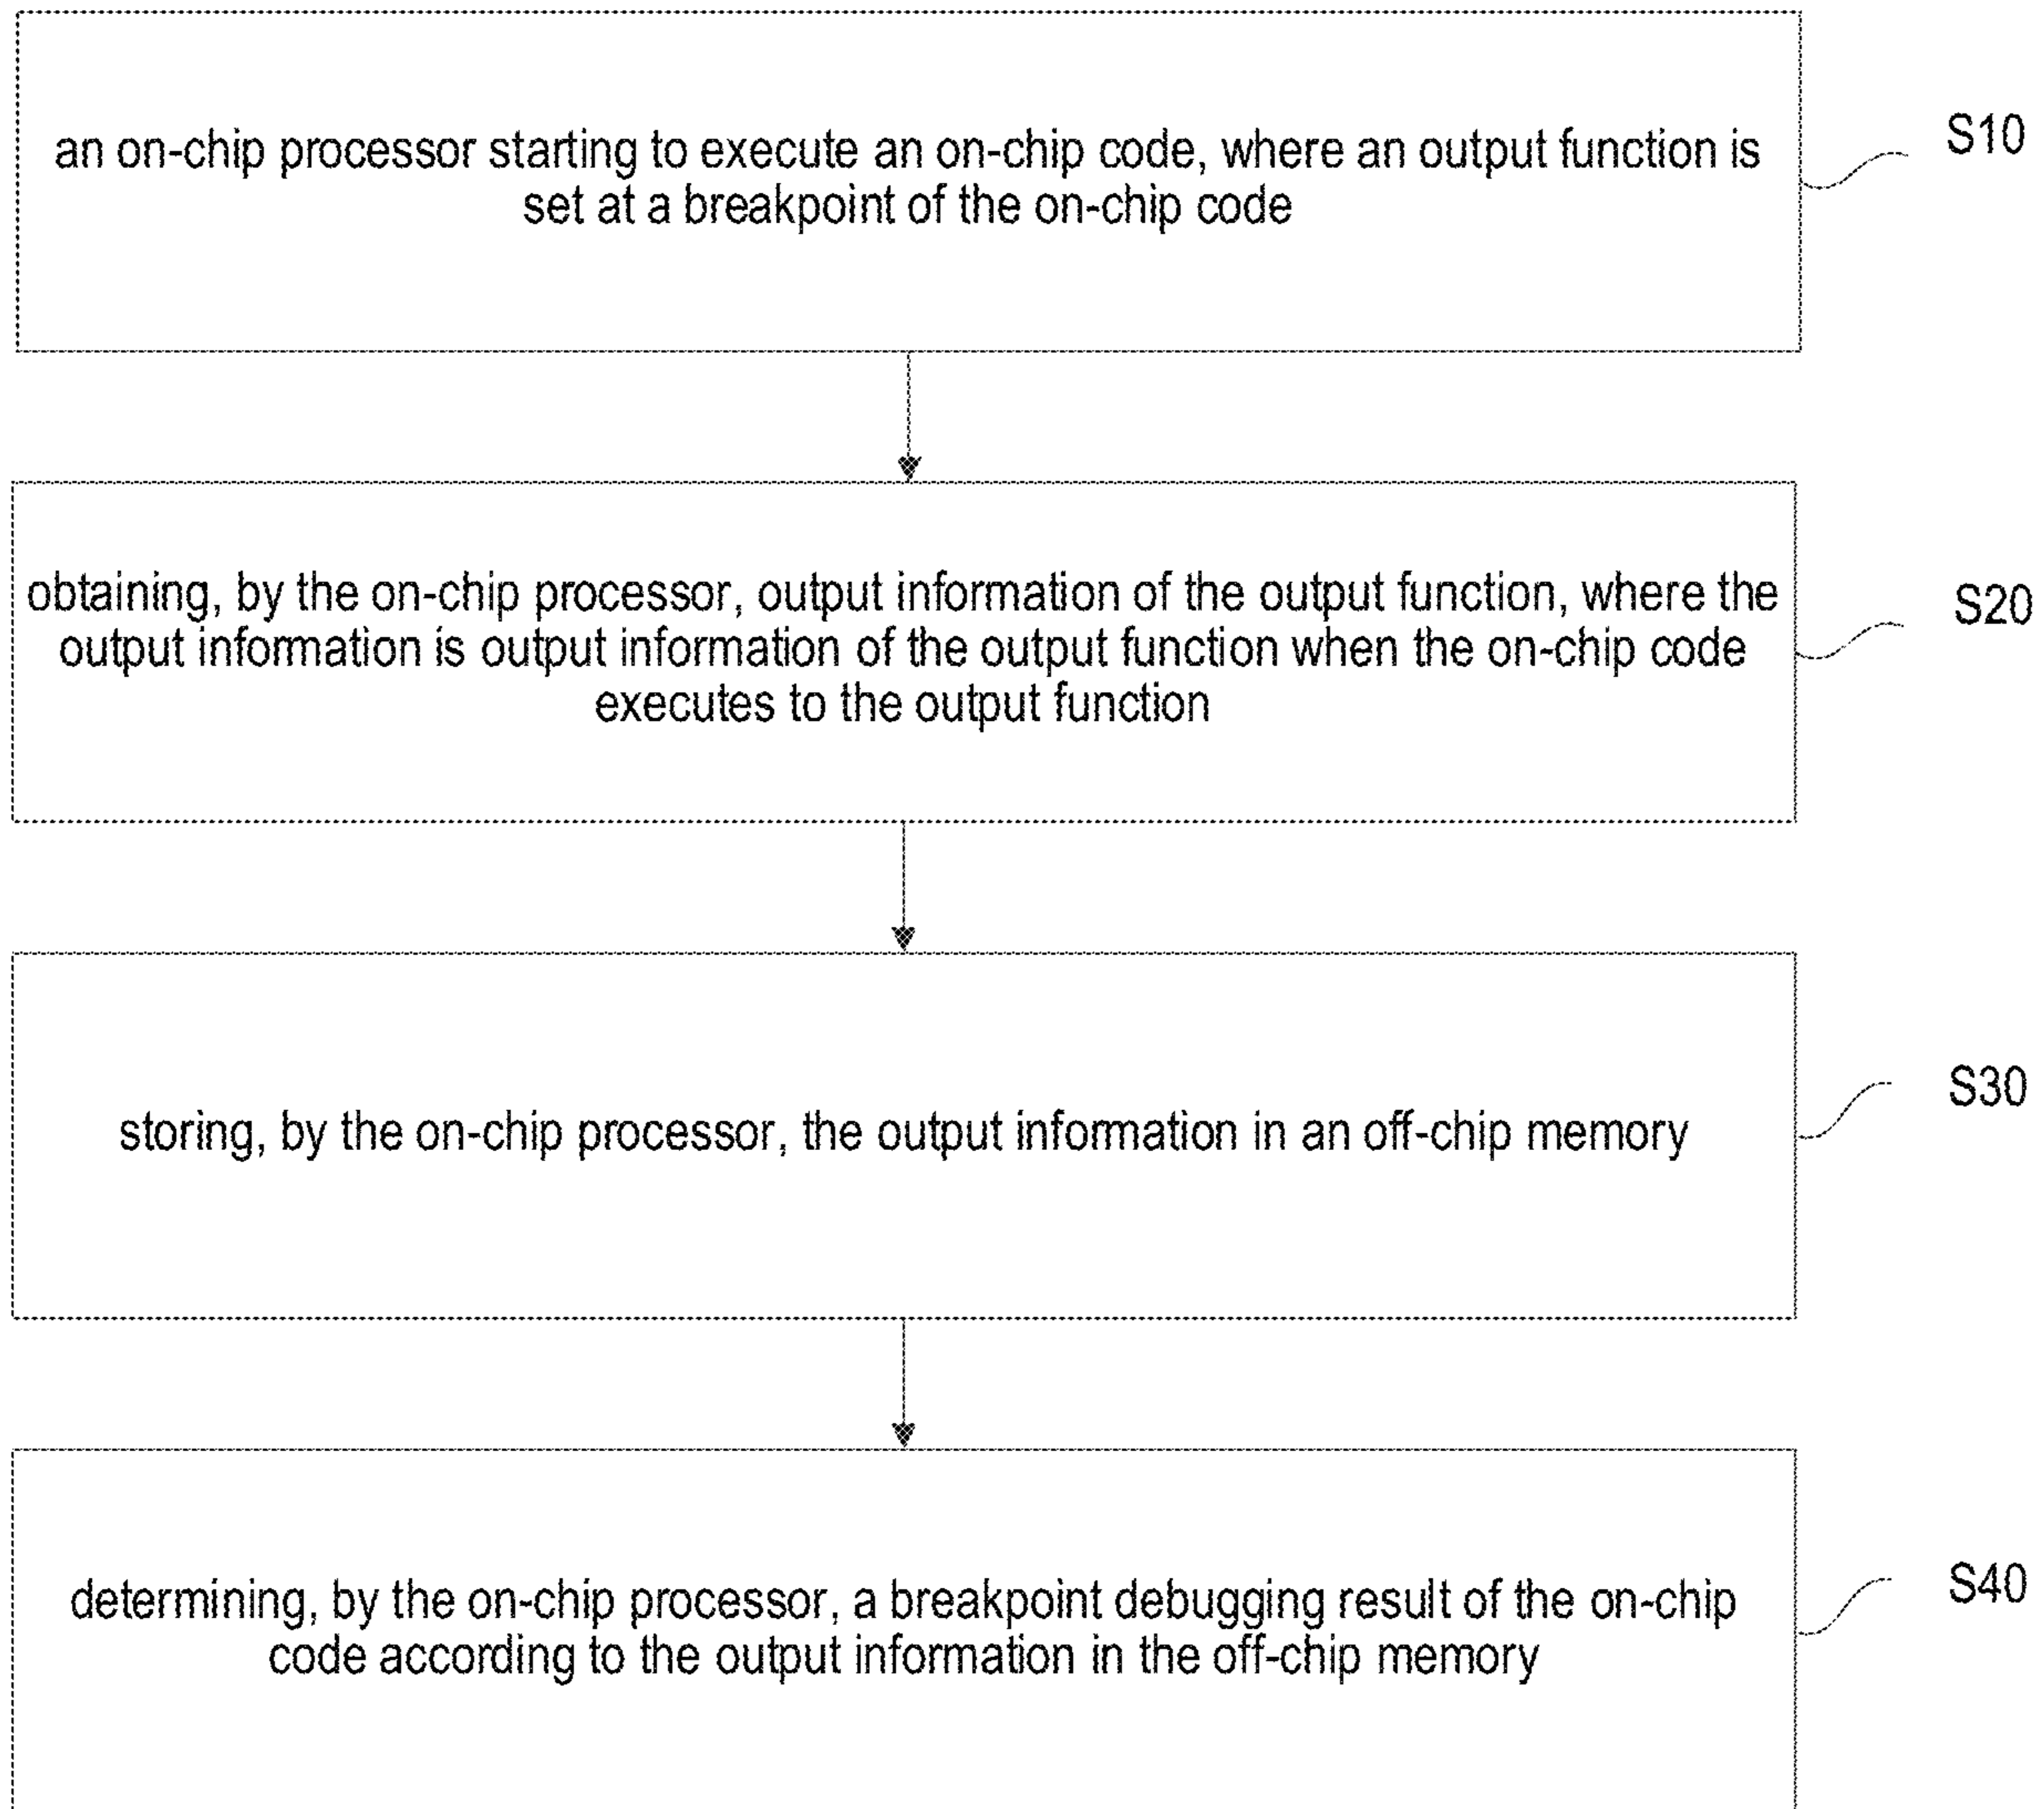 an on-chip processor starting to execute an on-chip code, where an output function is
set at a breakpoint of the on-chip code
S10
obtaining, by the on-chip processor, output information of the output function, where the
output information is output information of the output function when the on-chip code
executes to the output function
S20
storing, by the on-chip processor, the output information in an off-chip memory
S30
determining, by the on-chip processor, a breakpoint debugging result of the on-chip
code according to the output information in the off-chip memory
S40